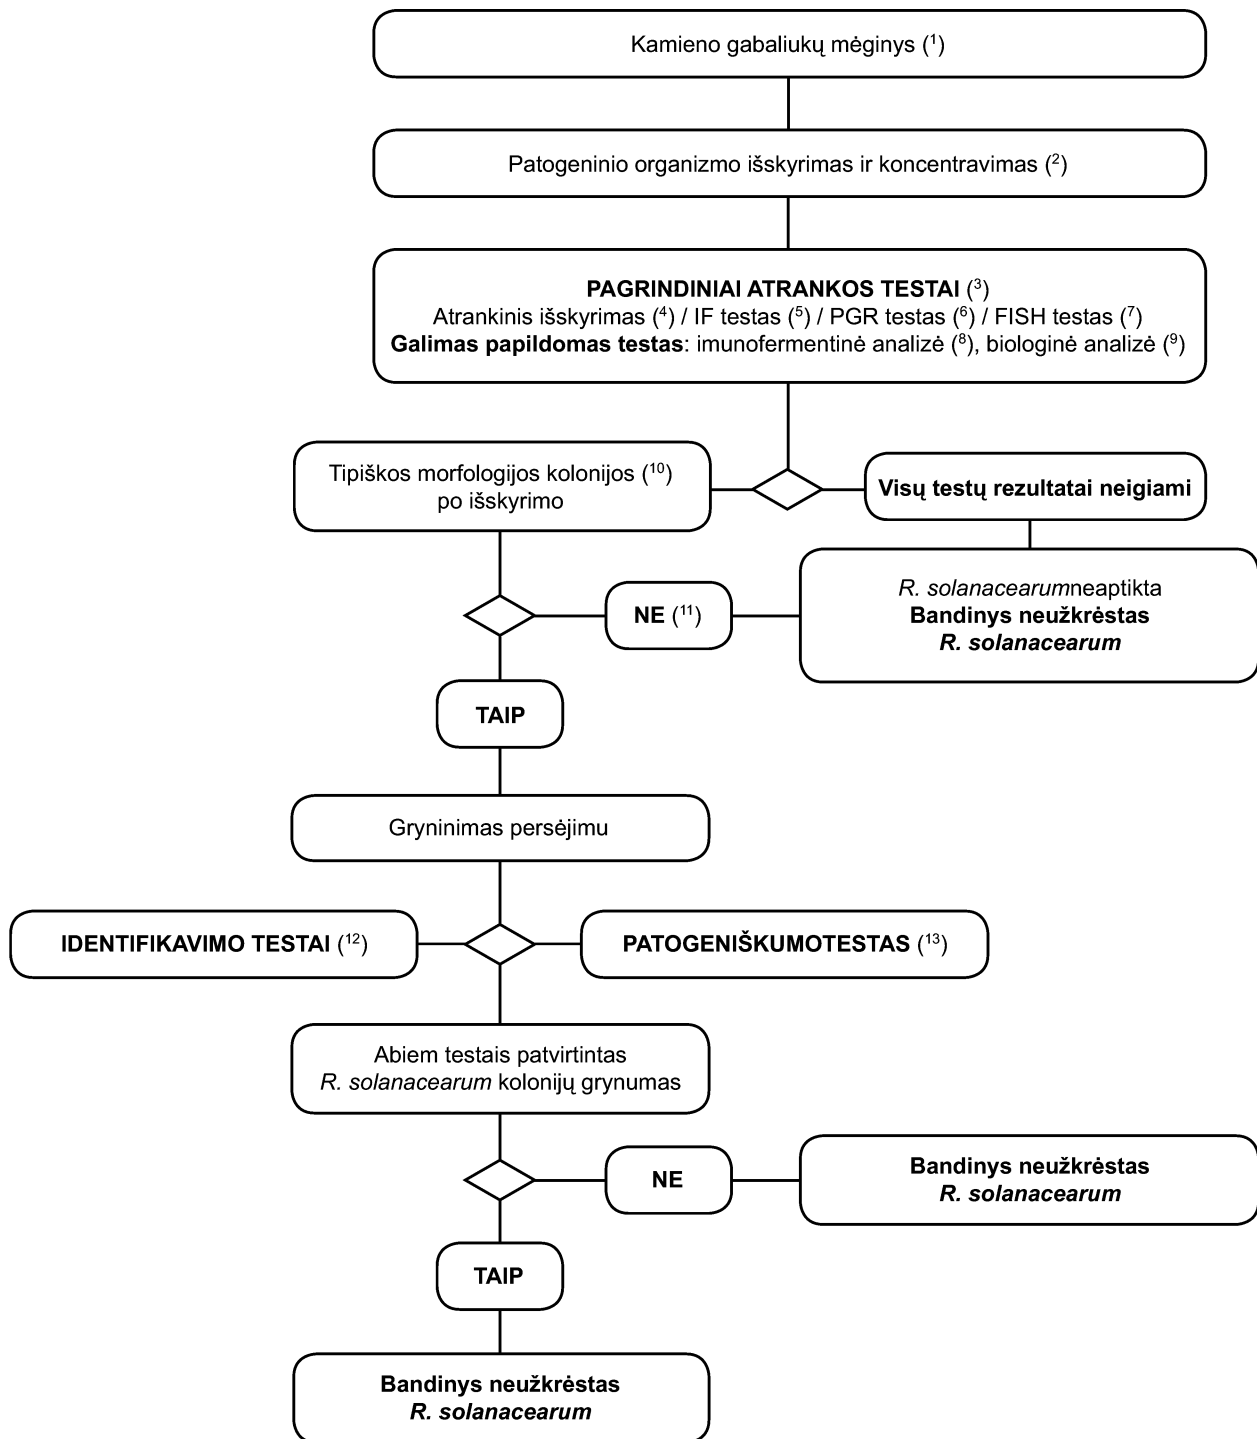 Kamieno gabaliukų mėginys (¹)
Patogeninio organizmo išskyrimas ir koncentravimas (²)
PAGRINDINIAI ATRANKOS TESTAI (³)
Atrankinis išskyrimas (⁴) / IF testas (⁵) / PGR testas (⁶) / FISH testas (⁷)
Galimas papildomas testas: imunofermentinė analizė (⁸), biologinė analizė (⁹)
Tipiškos morfologijos kolonijos (¹⁰)
po išskyrimo
Visų testų rezultatai neigiami
R. solanacearumneaptikta
Bandinys neužkrėstas
R. solanacearum
NE (¹¹)
TAIP
Gryninimas persėjimu
IDENTIFIKAVIMO TESTAI (¹²)
PATOGENIŠKUMOTESTAS (¹³)
Abiem testais patvirtintas
R. solanacearum kolonijų grynumas
NE
Bandinys neužkrėstas
R. solanacearum
TAIP
Bandinys neužkrėstas
R. solanacearum